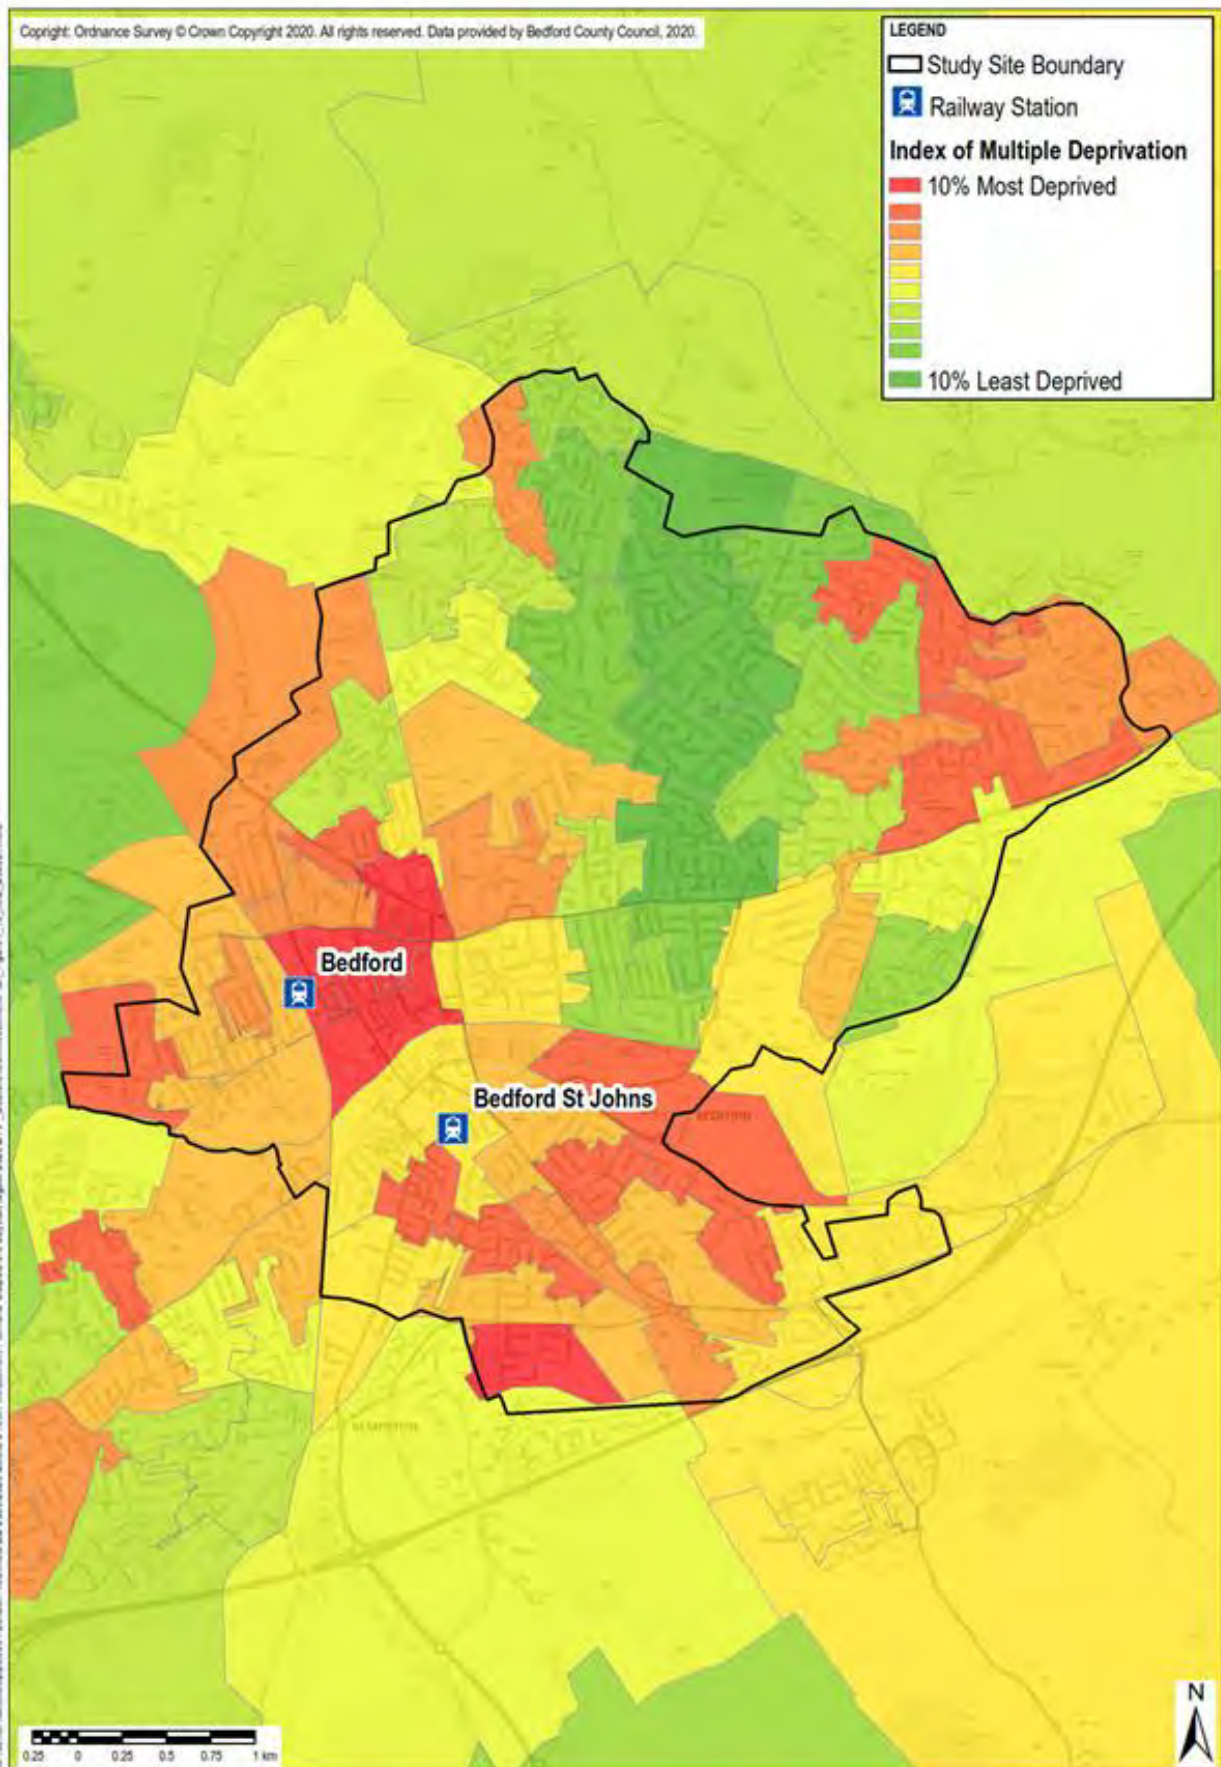 Copright: Ordnance Survey © Crown Copyright 2020. All rights reserved. Data provided by Bedford County Council, 2020.
LEGEND
Study Site Boundary
Railway Station
Index of Multiple Deprivation
10% Most Deprived
10% Least Deprived
Bedford
Bedford St Johns
N
0.25 0 0.25 0.5 0.75 1 km